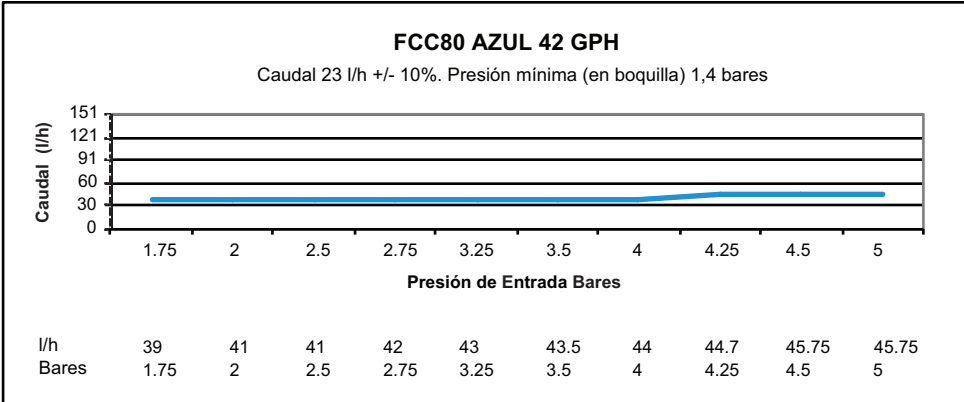 FCC80 AZUL 42 GPH
Caudal 23 l/h +/- 10%. Presión mínima (en boquilla) 1,4 bares
Caudal (l/h)
151
121
91
60
30
0
1.75 2 2.5 2.75 3.25 3.5 4 4.25 4.5 5
Presión de Entrada Bares
l/h 39 41 41 42 43 43.5 44 44.7 45.75 45.75
Bares 1.75 2 2.5 2.75 3.25 3.5 4 4.25 4.5 5